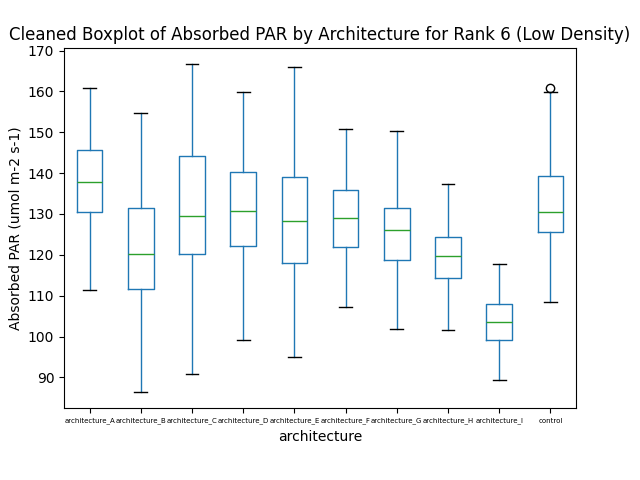 Cleaned Boxplot of Absorbed PAR by Architecture for Rank 6 (Low Density)
170
160
150
140
130
120
110
100
90
Absorbed PAR (umol m-2 s-1)
architecture_A architecture_B architecture_C architecture_D architecture_E architecture_F architecture_G architecture_H architecture_I control
architecture